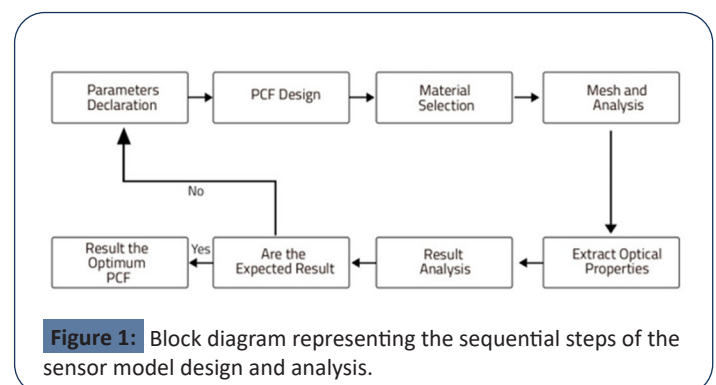 Parameters
Declaration
PCF Design
Material
Selection
Mesh and
Analysis
No
Result the
Optimum
PCF
Yes
Are the
Expected Result
Result
Analysis
Extract Optical
Properties
Figure 1: Block diagram representing the sequential steps of the
sensor model design and analysis.